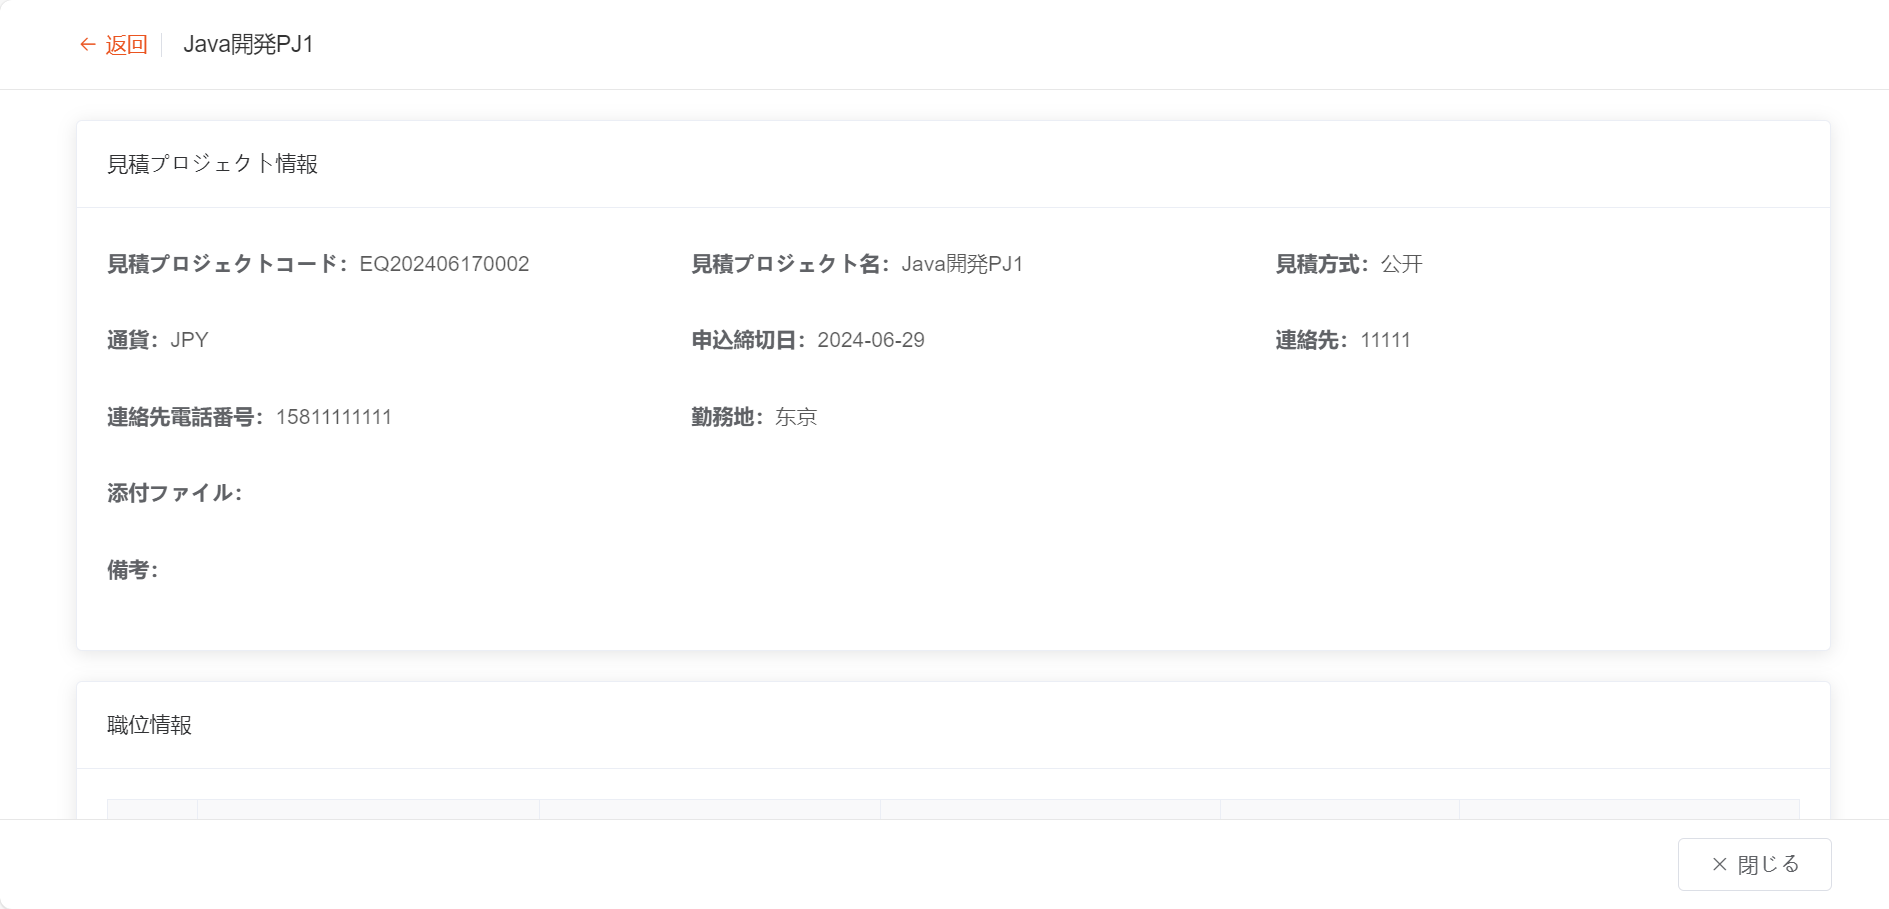 ← 返回 Java開発PJ1
見積プロジェクト情報
見積プロジェクトコード： EQ202406170002 見積プロジェクト名： Java開発PJ1 見積方式： 公开
通貨： JPY 申込締切日： 2024-06-29 連絡先： 11111
連絡先電話番号： 15811111111 勤務地： 东京
添付ファイル：
備考：
職位情報
× 閉じる